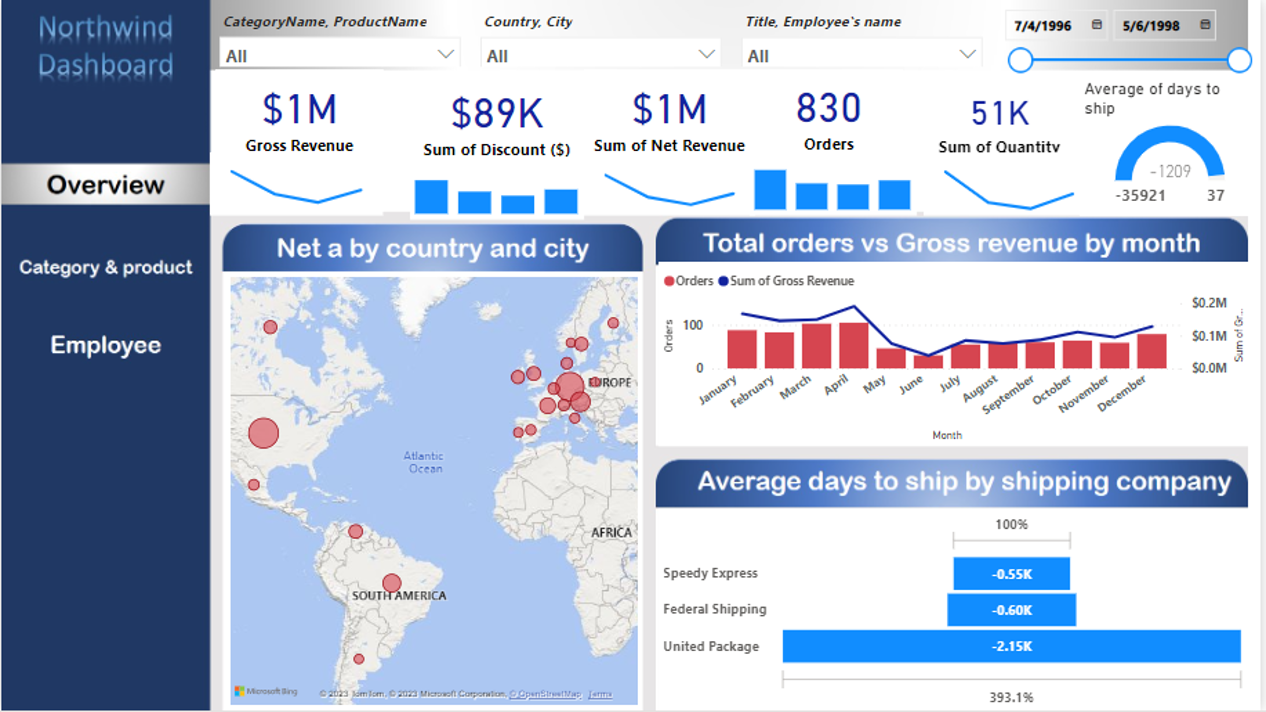 Northwind
Dashboard
CategoryName, ProductName
All
Country, City
All
Title, Employee's name
All
7/4/1996
5/6/1998
$1M
Gross Revenue
$89K
Sum of Discount ($)
$1M
Sum of Net Revenue
830
Orders
51K
Sum of Quantity
Average of days to
ship
-1209
-35921
37
Overview
Category & product
Employee
Net a by country and city
EUROPE
Atlantic
Ocean
AFRICA
SOUTH AMERICA
Microsoft Bing
© 2023 TomTom, © 2023 Microsoft Corporation, © OpenStreetMap Terms
Total orders vs Gross revenue by month
Orders
Sum of Gross Revenue
Orders
100
0
$0.2M
$0.1M
$0.0M
Sum of Gr...
January
February
March
April
May
June
July
August
September
October
November
December
Month
Average days to ship by shipping company
100%
Speedy Express
-0.55K
Federal Shipping
-0.60K
United Package
-2.15K
393.1%